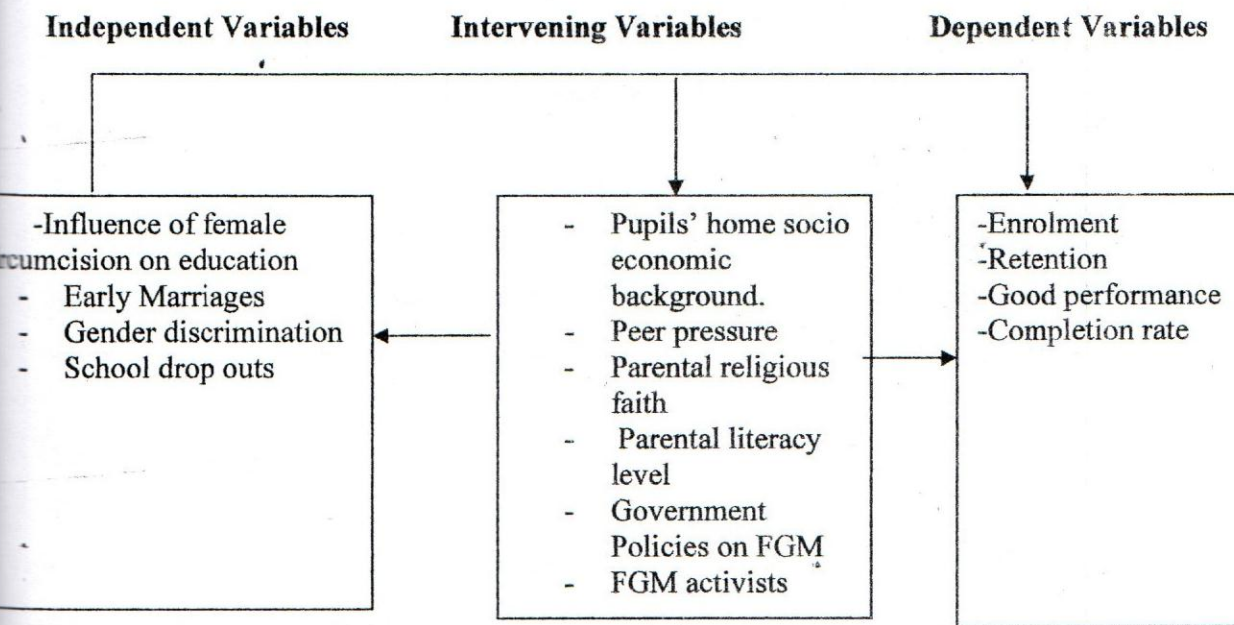 Independent Variables
Intervening Variables
Dependent Variables
-Influence of female
rcumcision on education
- Early Marriages
- Gender discrimination
- School drop outs
- Pupils' home socio
economic
background.
- Peer pressure
- Parental religious
faith
- Parental literacy
level
- Government
Policies on FGM
- FGM activists
-Enrolment
-Retention
-Good performance
-Completion rate